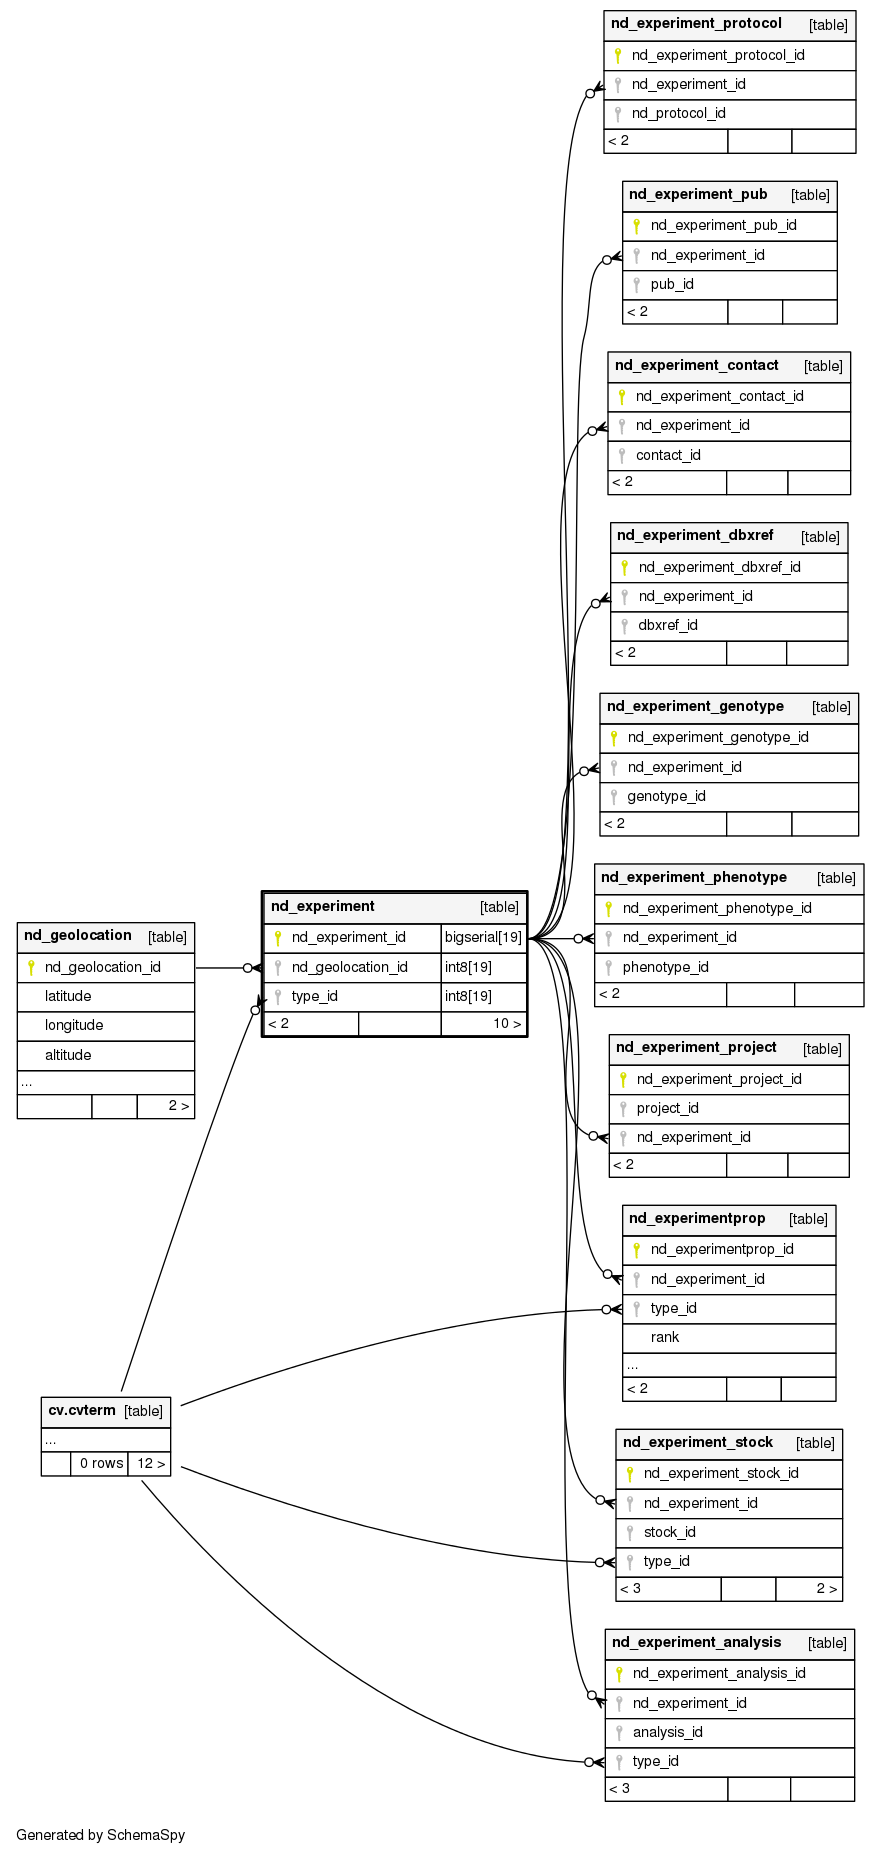 nd_experiment_protocol [table]
nd_experiment_protocol_id
nd_experiment_id
nd_protocol_id
< 2
nd_experiment_pub [table]
nd_experiment_pub_id
nd_experiment_id
pub_id
< 2
nd_experiment_contact [table]
nd_experiment_contact_id
nd_experiment_id
contact_id
< 2
nd_experiment_dbxref [table]
nd_experiment_dbxref_id
nd_experiment_id
dbxref_id
< 2
nd_experiment_genotype [table]
nd_experiment_genotype_id
nd_experiment_id
genotype_id
< 2
nd_experiment_phenotype [table]
nd_experiment_phenotype_id
nd_experiment_id
phenotype_id
< 2
nd_experiment [table]
nd_experiment_id bigserial[19]
nd_geolocation_id int8[19]
type_id int8[19]
< 2 10 >
nd_geolocation [table]
nd_geolocation_id
latitude
longitude
altitude
...
2 >
nd_experiment_project [table]
nd_experiment_project_id
project_id
nd_experiment_id
< 2
nd_experimentprop [table]
nd_experimentprop_id
nd_experiment_id
type_id
rank
...
< 2
cv.cvterm [table]
...
0 rows 12 >
nd_experiment_stock [table]
nd_experiment_stock_id
nd_experiment_id
stock_id
type_id
< 3 2 >
nd_experiment_analysis [table]
nd_experiment_analysis_id
nd_experiment_id
analysis_id
type_id
< 3
Generated by SchemaSpy